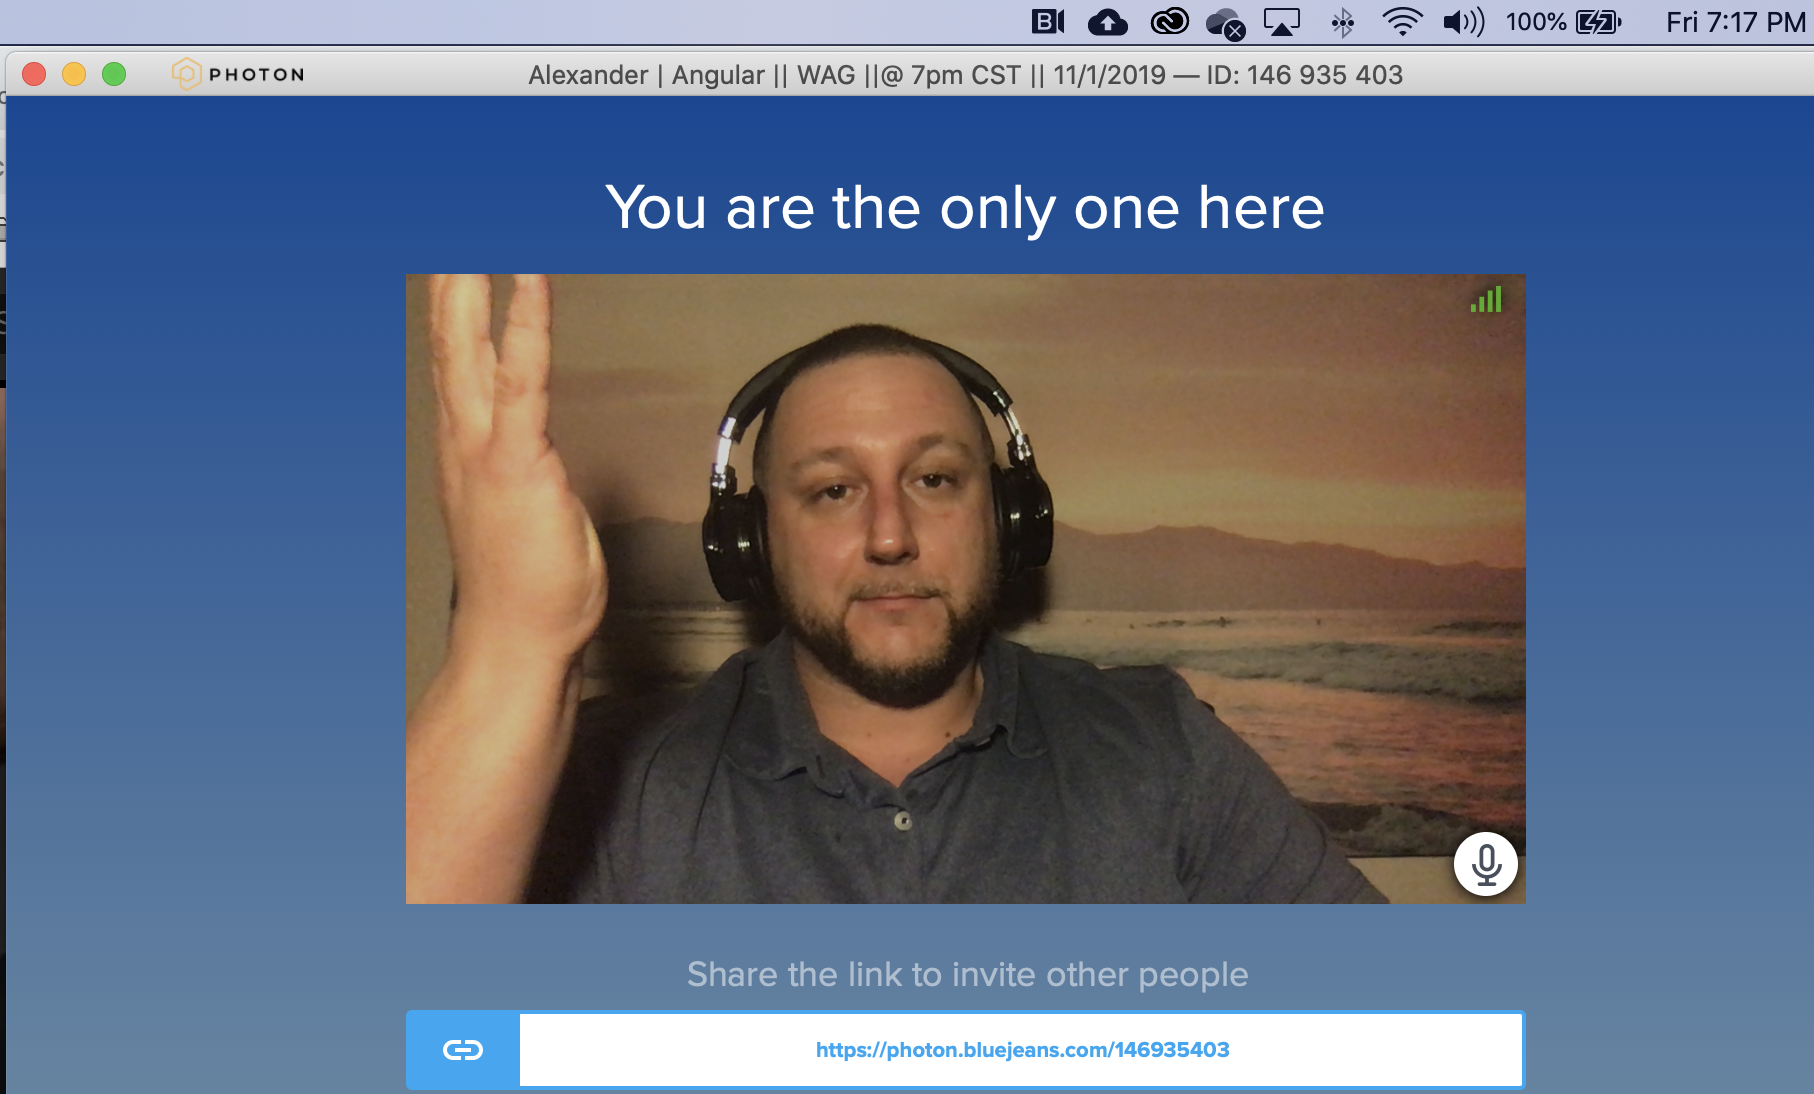 100%
Fri 7:17 PM
PHOTON
Alexander | Angular || WAG ||@ 7pm CST || 11/1/2019 — ID: 146 935 403
You are the only one here
Share the link to invite other people
https://photon.bluejeans.com/146935403